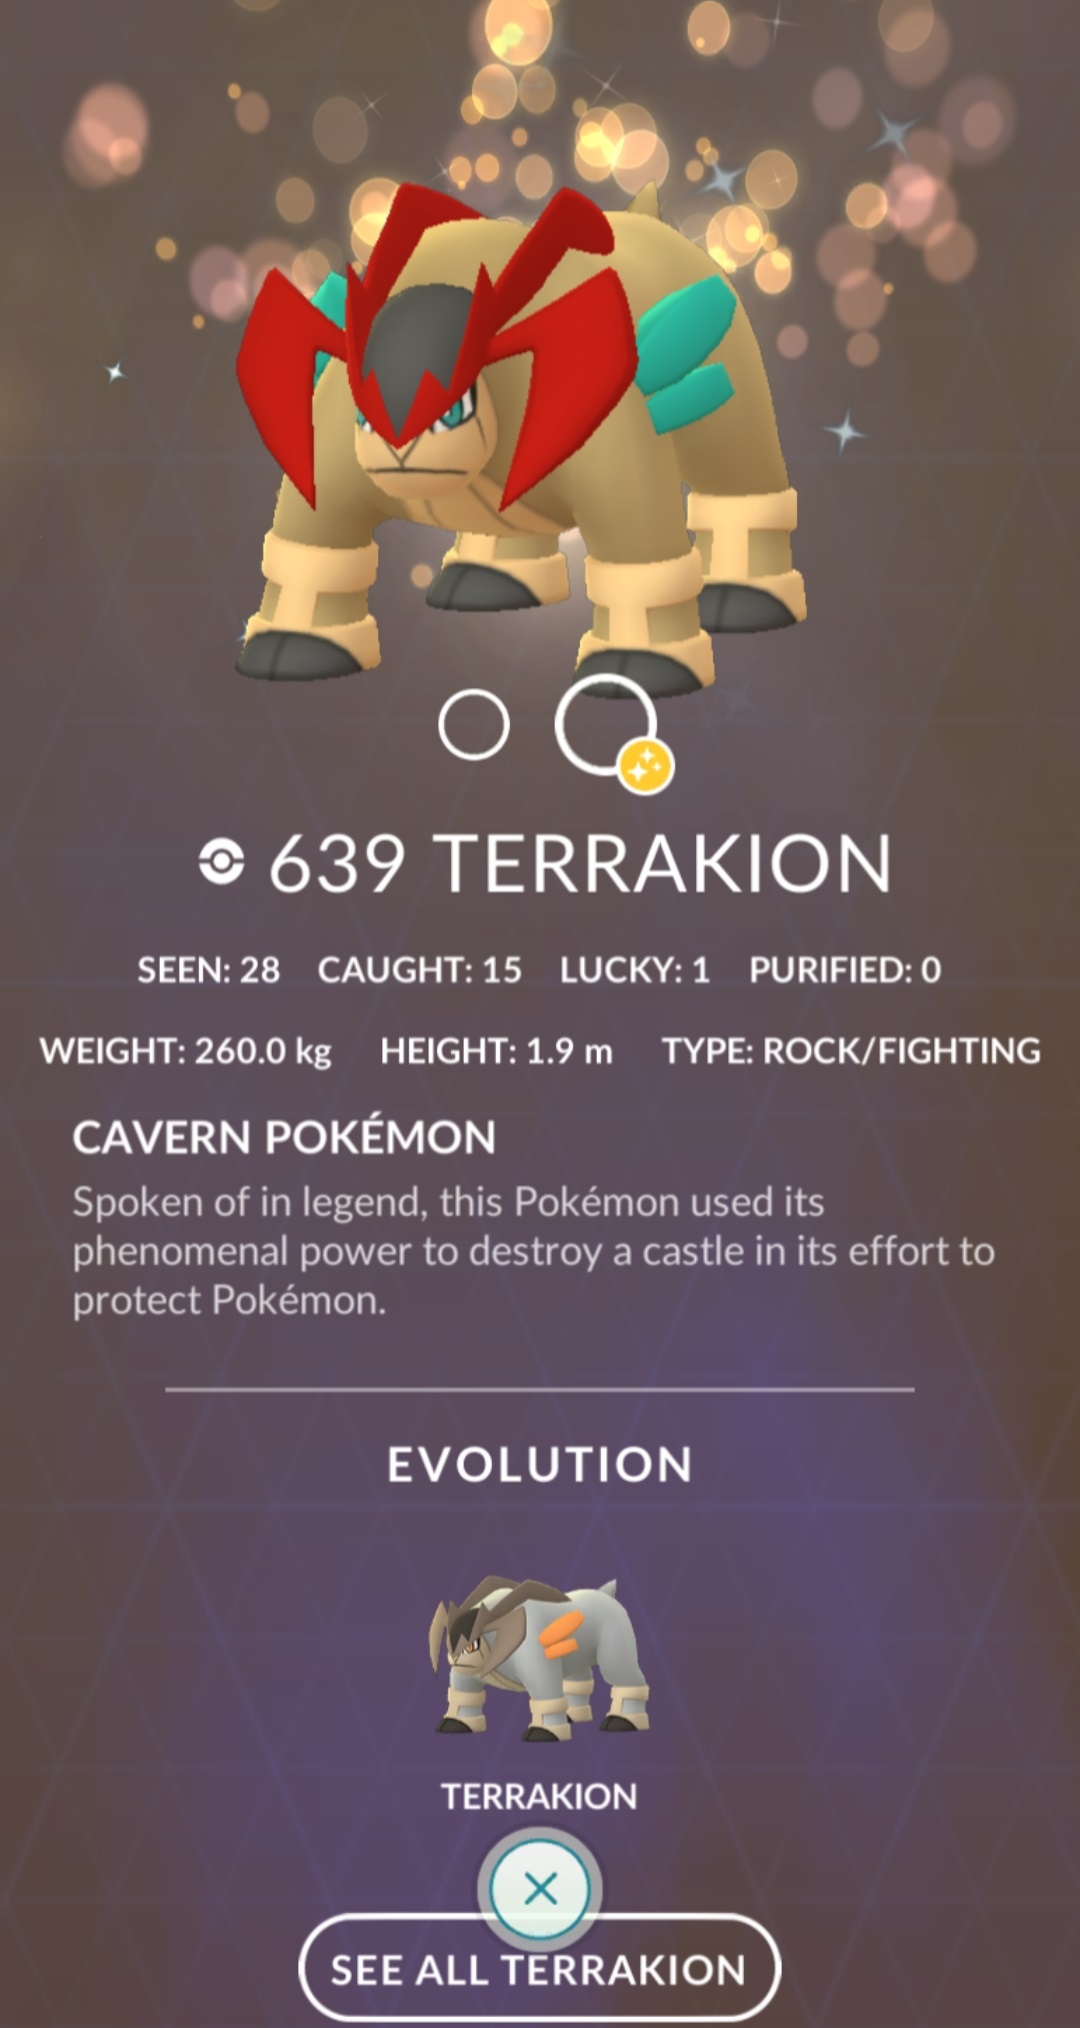 639 TERRAKION
SEEN: 28 CAUGHT: 15 LUCKY: 1 PURIFIED: 0
WEIGHT: 260.0 kg HEIGHT: 1.9 m TYPE: ROCK/FIGHTING
CAVERN POKÉMON
Spoken of in legend, this Pokémon used its
phenomenal power to destroy a castle in its effort to
protect Pokémon.
EVOLUTION
TERRAKION
SEE ALL TERRAKION